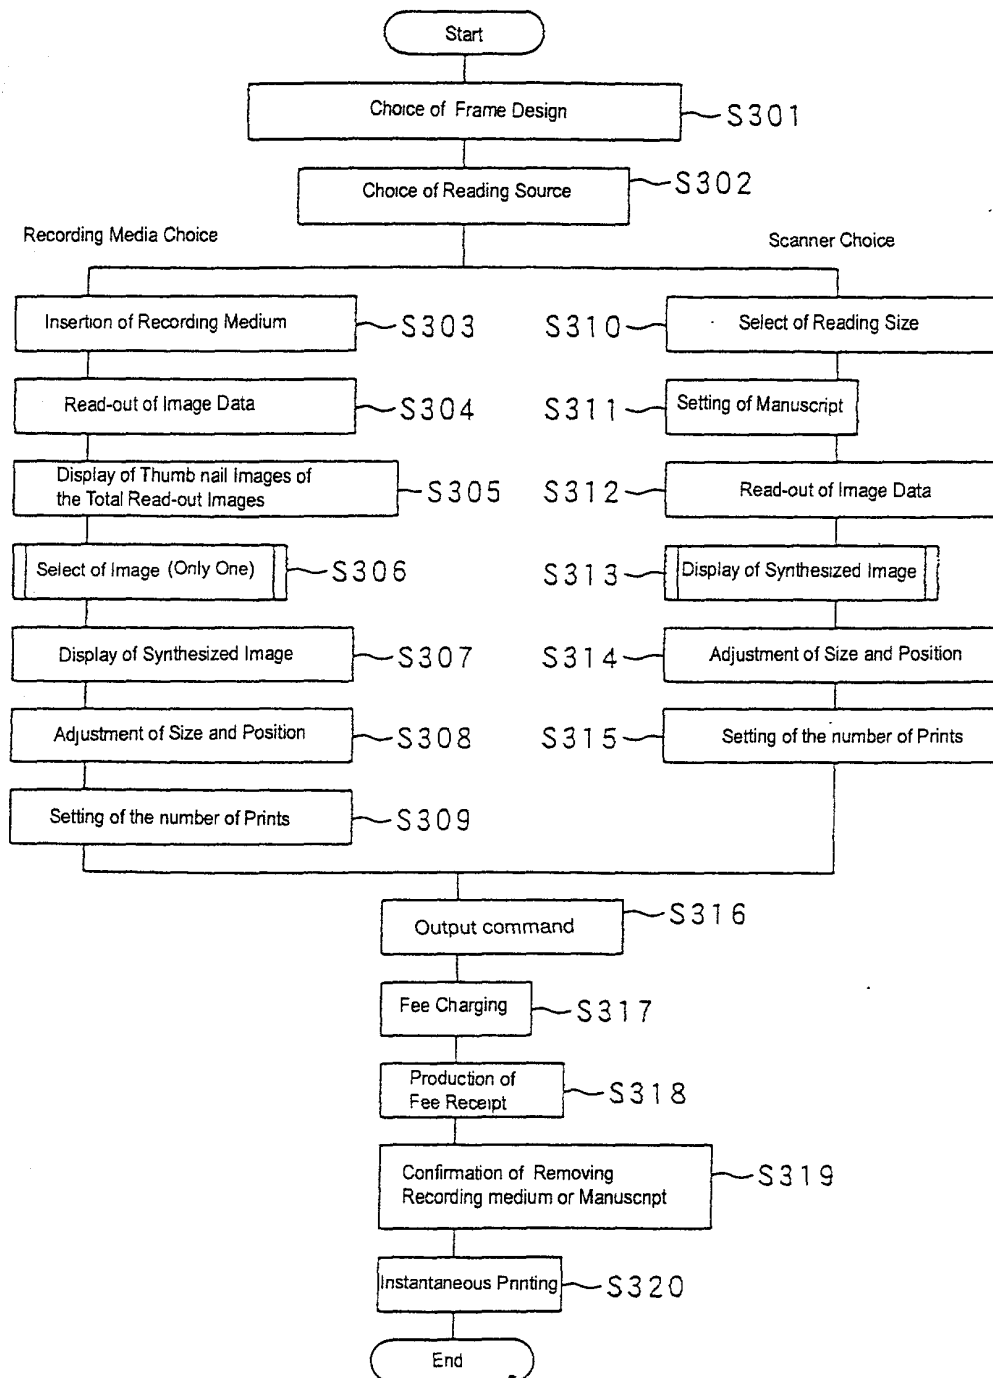 Start
Choice of Frame Design
S301
Choice of Reading Source
S302
Recording Media Choice
Scanner Choice
Insertion of Recording Medium
S303
S310
Select of Reading Size
Read-out of Image Data
S304
S311
Setting of Manuscript
Display of Thumb nail Images of
the Total Read-out Images
S305
S312
Read-out of Image Data
Select of Image (Only One)
S306
S313
Display of Synthesized Image
Display of Synthesized Image
S307
S314
Adjustment of Size and Position
Adjustment of Size and Position
S308
S315
Setting of the number of Prints
Setting of the number of Prints
S309
Output command
S316
Fee Charging
S317
Production of
Fee Receipt
S318
Confirmation of Removing
Recording medium or Manuscript
S319
Instantaneous Printing
S320
End